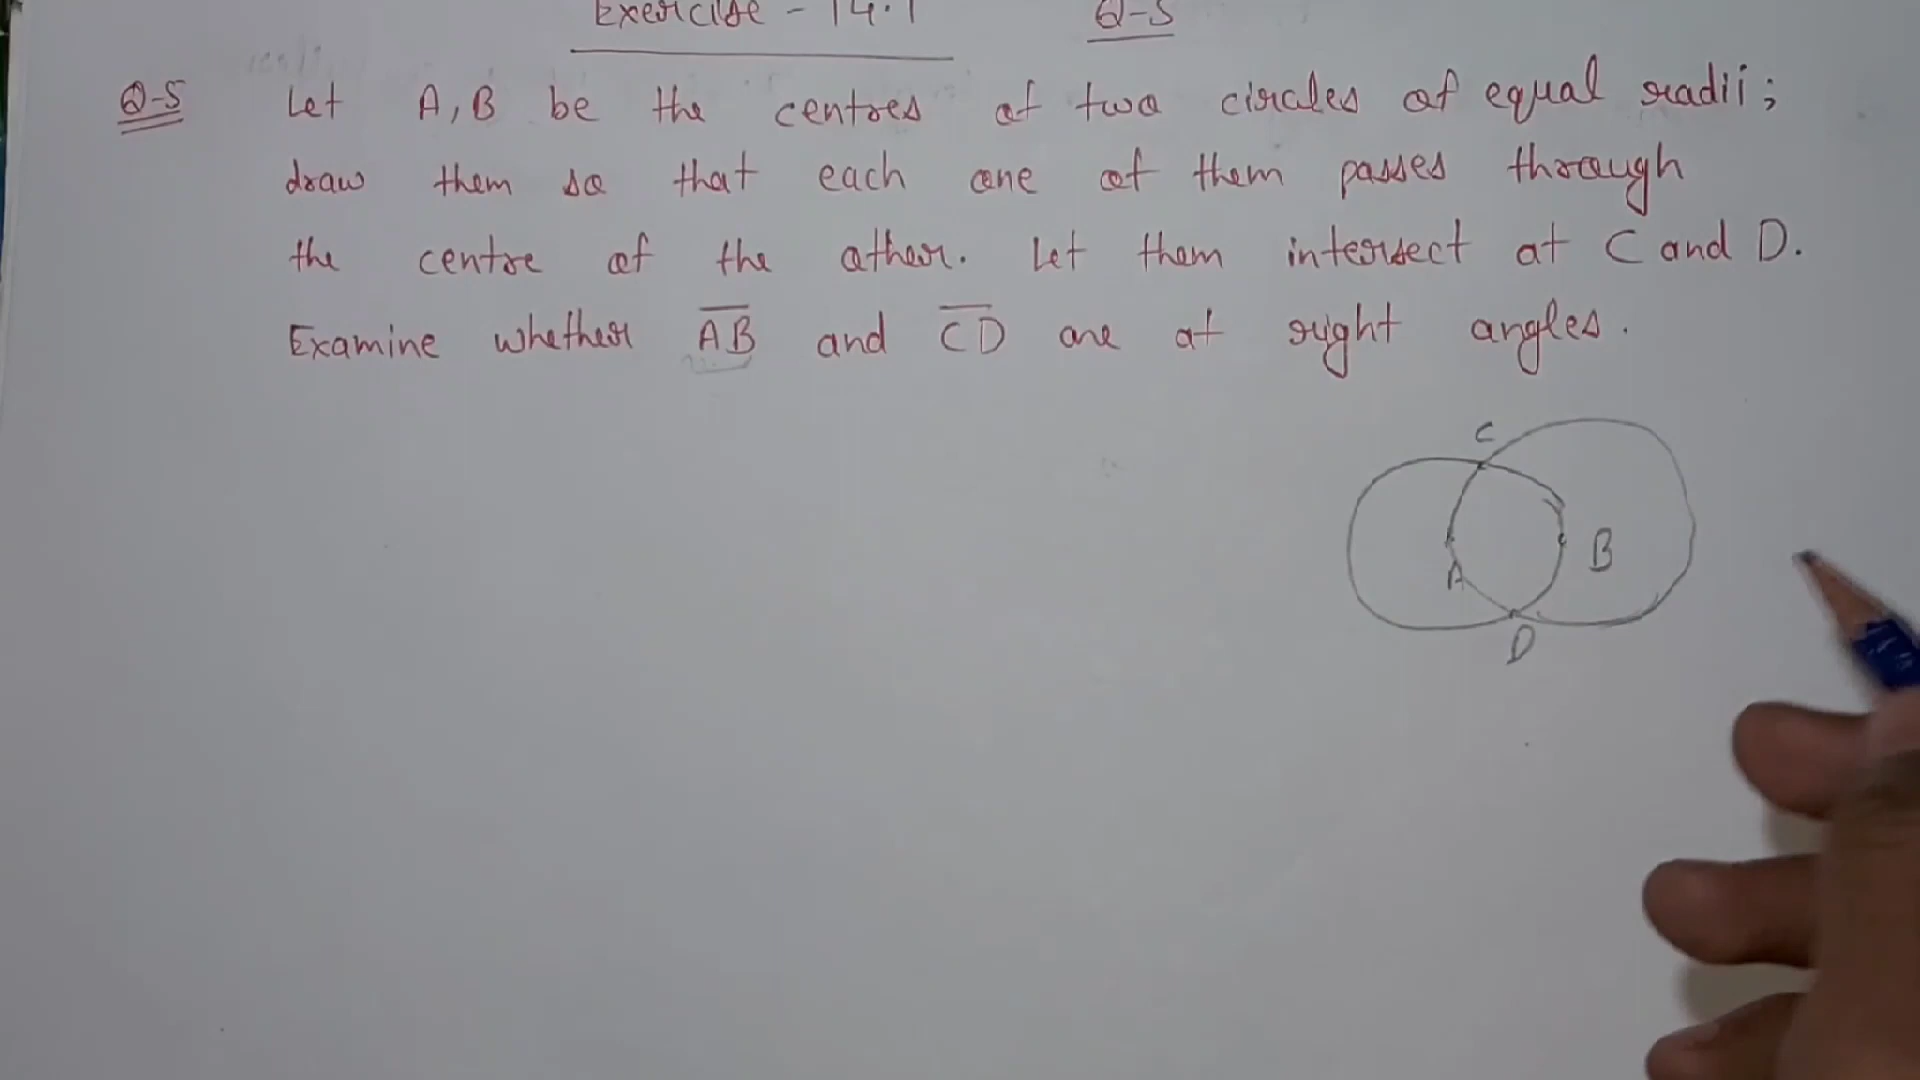 Exercise - 14.1 Q-5
Q-5 Let A, B be the centres of two circles of equal radii;
draw them so that each one of them passes through
the centre of the other. Let them intersect at C and D.
Examine whether A̅B̅ and C̅D̅ are at right angles.
C
B
A
D